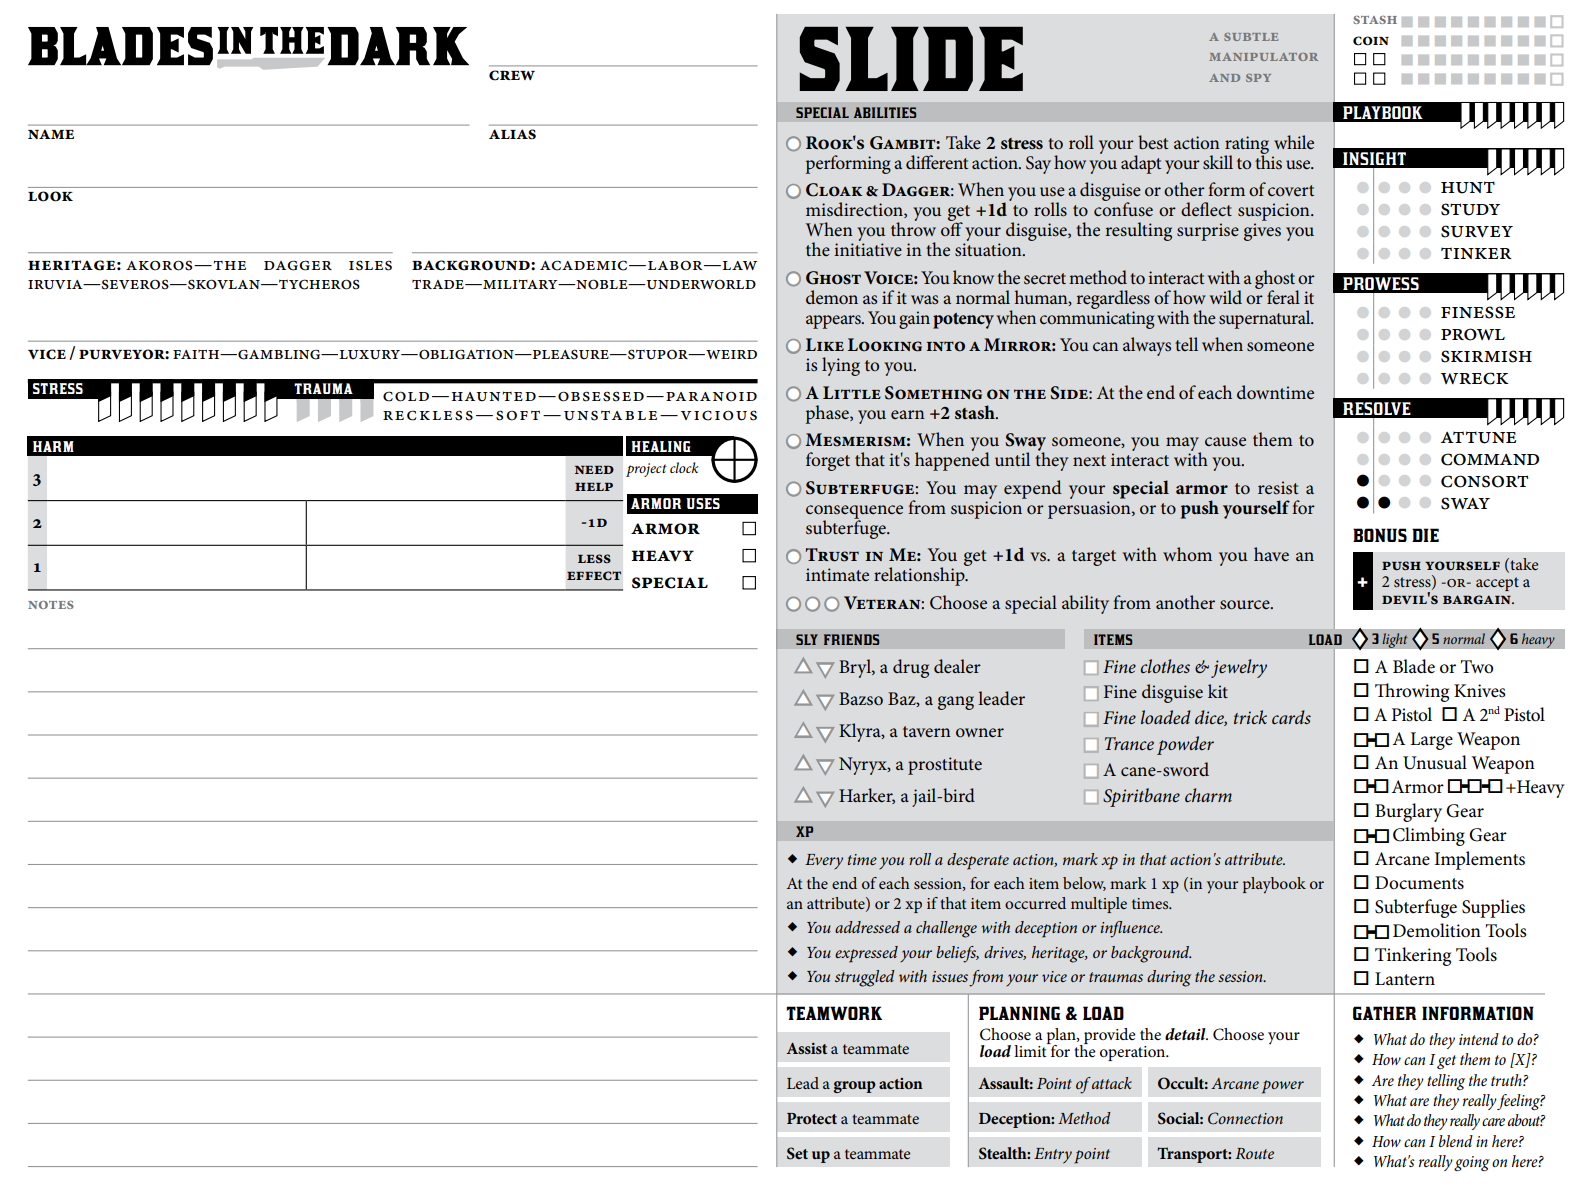 BLADES IN THE DARK
CREW
NAME
ALIAS
LOOK
HERITAGE: AKOROS—THE DAGGER ISLES
IRUVIA—SEVEROS—SKOVLAN—TYCHEROS
BACKGROUND: ACADEMIC—LABOR—LAW
TRADE—MILITARY—NOBLE—UNDERWORLD
VICE / PURVEYOR: FAITH—GAMBLING—LUXURY—OBLIGATION—PLEASURE—STUPOR—WEIRD
STRESS
TRAUMA
COLD—HAUNTED—OBSESSED—PARANOID
RECKLESS—SOFT—UNSTABLE—VICIOUS
HARM
3
NEED
HELP
2
-1D
1
LESS
EFFECT
HEALING
project clock
ARMOR USES
ARMOR
HEAVY
SPECIAL
NOTES
SLIDE
A SUBTLE
MANIPULATOR
AND SPY
SPECIAL ABILITIES
ROOK'S GAMBIT: Take 2 stress to roll your best action rating while
performing a different action. Say how you adapt your skill to this use.
CLOAK & DAGGER: When you use a disguise or other form of covert
misdirection, you get +1d to rolls to confuse or deflect suspicion.
When you throw off your disguise, the resulting surprise gives you
the initiative in the situation.
GHOST VOICE: You know the secret method to interact with a ghost or
demon as if it was a normal human, regardless of how wild or feral it
appears. You gain potency when communicating with the supernatural.
LIKE LOOKING INTO A MIRROR: You can always tell when someone
is lying to you.
A LITTLE SOMETHING ON THE SIDE: At the end of each downtime
phase, you earn +2 stash.
MESMERISM: When you Sway someone, you may cause them to
forget that it's happened until they next interact with you.
SUBTERFUGE: You may expend your special armor to resist a
consequence from suspicion or persuasion, or to push yourself for
subterfuge.
TRUST IN ME: You get +1d vs. a target with whom you have an
intimate relationship.
VETERAN: Choose a special ability from another source.
SLY FRIENDS
Bryl, a drug dealer
Bazso Baz, a gang leader
Klyra, a tavern owner
Nyryx, a prostitute
Harker, a jail-bird
ITEMS
Fine clothes & jewelry
Fine disguise kit
Fine loaded dice, trick cards
Trance powder
A cane-sword
Spiritbane charm
XP
Every time you roll a desperate action, mark xp in that action's attribute.
At the end of each session, for each item below, mark 1 xp (in your playbook or
an attribute) or 2 xp if that item occurred multiple times.
You addressed a challenge with deception or influence.
You expressed your beliefs, drives, heritage, or background.
You struggled with issues from your vice or traumas during the session.
TEAMWORK
Assist a teammate
Lead a group action
Protect a teammate
Set up a teammate
PLANNING & LOAD
Choose a plan, provide the detail. Choose your
load limit for the operation.
Assault: Point of attack
Occult: Arcane power
Deception: Method
Social: Connection
Stealth: Entry point
Transport: Route
STASH
COIN
PLAYBOOK
INSIGHT
HUNT
STUDY
SURVEY
TINKER
PROWESS
FINESSE
PROWL
SKIRMISH
WRECK
RESOLVE
ATTUNE
COMMAND
CONSORT
SWAY
BONUS DIE
+ PUSH YOURSELF (take
2 stress) -OR- accept a
DEVIL'S BARGAIN.
LOAD 3 light 5 normal 6 heavy
A Blade or Two
Throwing Knives
A Pistol A 2nd Pistol
A Large Weapon
An Unusual Weapon
Armor +Heavy
Burglary Gear
Climbing Gear
Arcane Implements
Documents
Subterfuge Supplies
Demolition Tools
Tinkering Tools
Lantern
GATHER INFORMATION
What do they intend to do?
How can I get them to [X]?
Are they telling the truth?
What are they really feeling?
What do they really care about?
How can I blend in here?
What's really going on here?